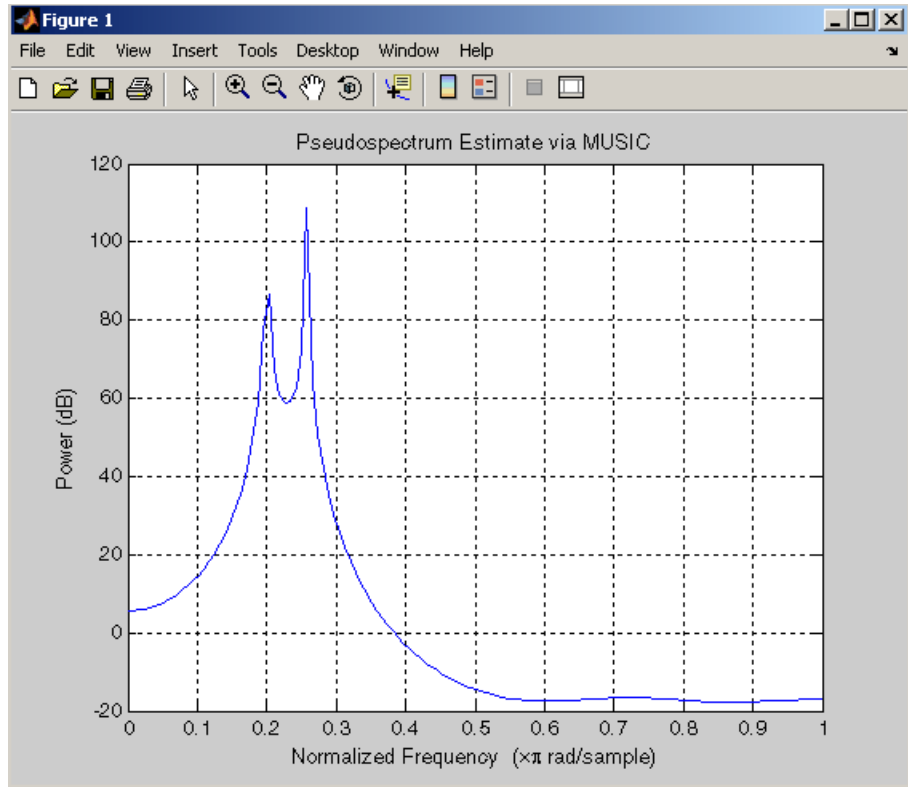 Figure 1
File Edit View Insert Tools Desktop Window Help
Pseudospectrum Estimate via MUSIC
120
100
80
60
40
20
0
-20
Power (dB)
0 0.1 0.2 0.3 0.4 0.5 0.6 0.7 0.8 0.9 1
Normalized Frequency (×π rad/sample)